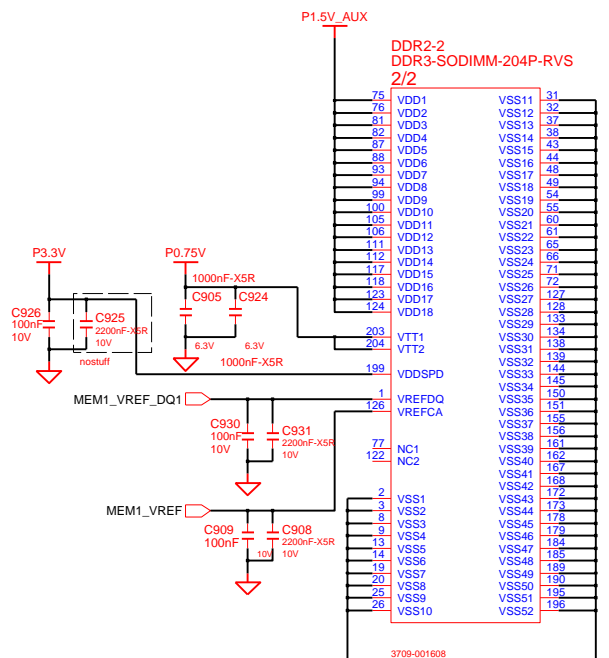 P1.5V_AUX
DDR2-2
DDR3-SODIMM-204P-RVS
2/2
75 VDD1 VSS11 31
76 VDD2 VSS12 32
81 VDD3 VSS13 37
82 VDD4 VSS14 38
87 VDD5 VSS15 43
88 VDD6 VSS16 44
93 VDD7 VSS17 48
94 VDD8 VSS18 49
99 VDD9 VSS19 54
100 VDD10 VSS20 55
105 VDD11 VSS21 60
106 VDD12 VSS22 61
111 VDD13 VSS23 65
112 VDD14 VSS24 66
117 VDD15 VSS25 71
118 VDD16 VSS26 72
123 VDD17 VSS27 127
124 VDD18 VSS28 128
VSS29 133
203 VTT1 VSS30 134
204 VTT2 VSS31 138
VSS32 139
199 VDDSPD VSS33 144
VSS34 145
1 VREFDQ VSS35 150
126 VREFCA VSS36 151
VSS37 155
VSS38 156
77 NC1 VSS39 161
122 NC2 VSS40 162
VSS41 167
VSS42 168
2 VSS1 VSS43 172
3 VSS2 VSS44 173
8 VSS3 VSS45 178
9 VSS4 VSS46 179
13 VSS5 VSS47 184
14 VSS6 VSS48 185
19 VSS7 VSS49 189
20 VSS8 VSS50 190
25 VSS9 VSS51 195
26 VSS10 VSS52 196
3709-001608
P3.3V
C926
100nF
10V
C925
2200nF-X5R
10V
nostuff
P0.75V
1000nF-X5R
C905
6.3V
C924
6.3V
1000nF-X5R
MEM1_VREF_DQ1
C930
100nF
10V
C931
2200nF-X5R
10V
MEM1_VREF
C909
100nF
10V
C908
2200nF-X5R
10V